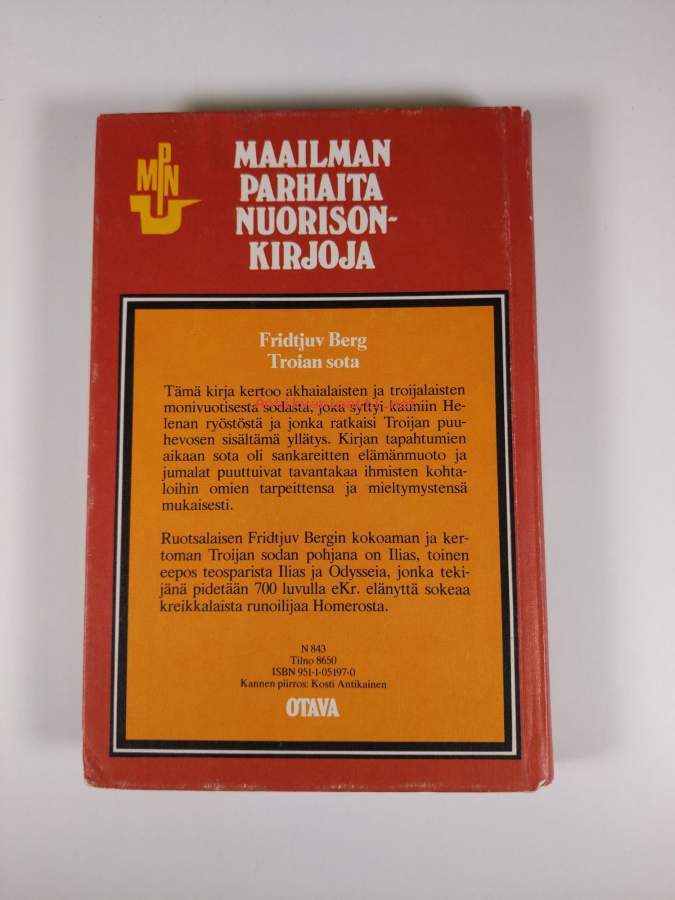 MPN
MAAILMAN
PARHAITA
NUORISON-
KIRJOJA
Fridtjuv Berg
Troian sota
Tämä kirja kertoo akhaialaisten ja troijalaisten
monivuotisesta sodasta, joka syttyi kauniin He-
lenan ryöstöstä ja jonka ratkaisi Troijan puu-
hevosen sisältämä yllätys. Kirjan tapahtumien
aikaan sota oli sankareitten elämänmuoto ja
jumalat puuttuivat tavantakaa ihmisten kohta-
loihin omien tarpeittensa ja mieltymystensä
mukaisesti.
Ruotsalaisen Fridtjuv Bergin kokoaman ja ker-
toman Troijan sodan pohjana on Ilias, toinen
eepos teosparista Ilias ja Odysseia, jonka teki-
jänä pidetään 700 luvulla eKr. elänyttä sokeaa
kreikkalaista runoilijaa Homerosta.
N 843
Tilno 8650
ISBN 951-1-05197-0
Kannen piirros: Kosti Antikainen
OTAVA